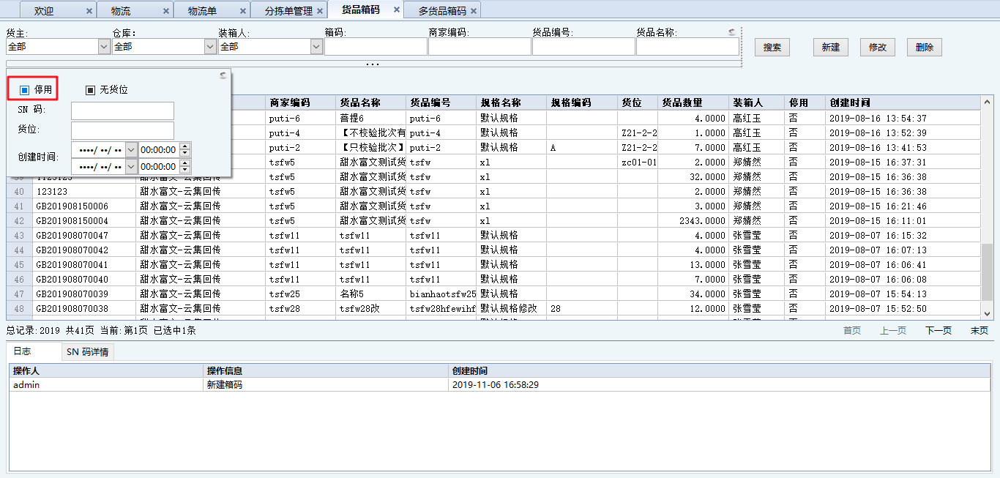 欢迎 物流 物流单 分拣单管理 货品箱码 多货品箱码
货主: 仓库: 装箱人: 箱码: 商家编码: 货品编号: 货品名称:
全部 全部 全部 搜索 新建 修改 删除
...
停用 无货位
SN 码:
货位:
创建时间:
••••/ ••/ •• 00:00:00
••••/ ••/ •• 00:00:00
商家编码 货品名称 货品编号 规格名称 规格编码 货位 货品数量 装箱人 停用 创建时间
puti-6 菩提6 puti-6 默认规格 4.0000 高红玉 否 2019-08-16 13:54:37
puti-4 【不校验批次有 puti-4 默认规格 Z21-2-2 1.0000 高红玉 否 2019-08-16 13:52:39
puti-2 【只校验批次】 puti-2 默认规格 A Z21-2-2 7.0000 高红玉 否 2019-08-16 13:41:53
tsfw5 甜水富文测试货 tsfw xl zc01-01 2.0000 郑婧然 否 2019-08-15 16:37:31
tsfw5 甜水富文测试货 tsfw xl 32.0000 郑婧然 否 2019-08-15 16:36:38
40 123123 甜水富文-云集回传 tsfw5 甜水富文测试货 tsfw xl 2.0000 郑婧然 否 2019-08-15 16:36:38
41 GB201908150006 甜水富文-云集回传 tsfw5 甜水富文测试货 tsfw xl 3.0000 郑婧然 否 2019-08-15 16:21:46
42 GB201908150004 甜水富文-云集回传 tsfw5 甜水富文测试货 tsfw xl 2343.0000 郑婧然 否 2019-08-15 16:11:01
43 GB201908070047 甜水富文-云集回传 tsfw11 tsfw11 tsfw11 默认规格 4.0000 张雪莹 否 2019-08-07 16:15:32
44 GB201908070042 甜水富文-云集回传 tsfw11 tsfw11 tsfw11 默认规格 4.0000 张雪莹 否 2019-08-07 16:07:13
45 GB201908070041 甜水富文-云集回传 tsfw11 tsfw11 tsfw11 默认规格 13.0000 张雪莹 否 2019-08-07 16:06:41
46 GB201908070040 甜水富文-云集回传 tsfw11 tsfw11 tsfw11 默认规格 7.0000 张雪莹 否 2019-08-07 16:06:08
47 GB201908070039 甜水富文-云集回传 tsfw25 名称5 bianhaotsfw25 默认规格 34.0000 张雪莹 否 2019-08-07 15:54:13
48 GB201908070038 甜水富文-云集回传 tsfw28 tsfw28改 tsfw28hfewihf 默认规格修改 28 12.0000 张雪莹 否 2019-08-07 15:52:50
总记录:2019 共41页 当前:第1页 已选中1条 首页 上一页 下一页 末页
日志 SN 码详情
操作人 操作信息 创建时间
admin 新建箱码 2019-11-06 16:58:29